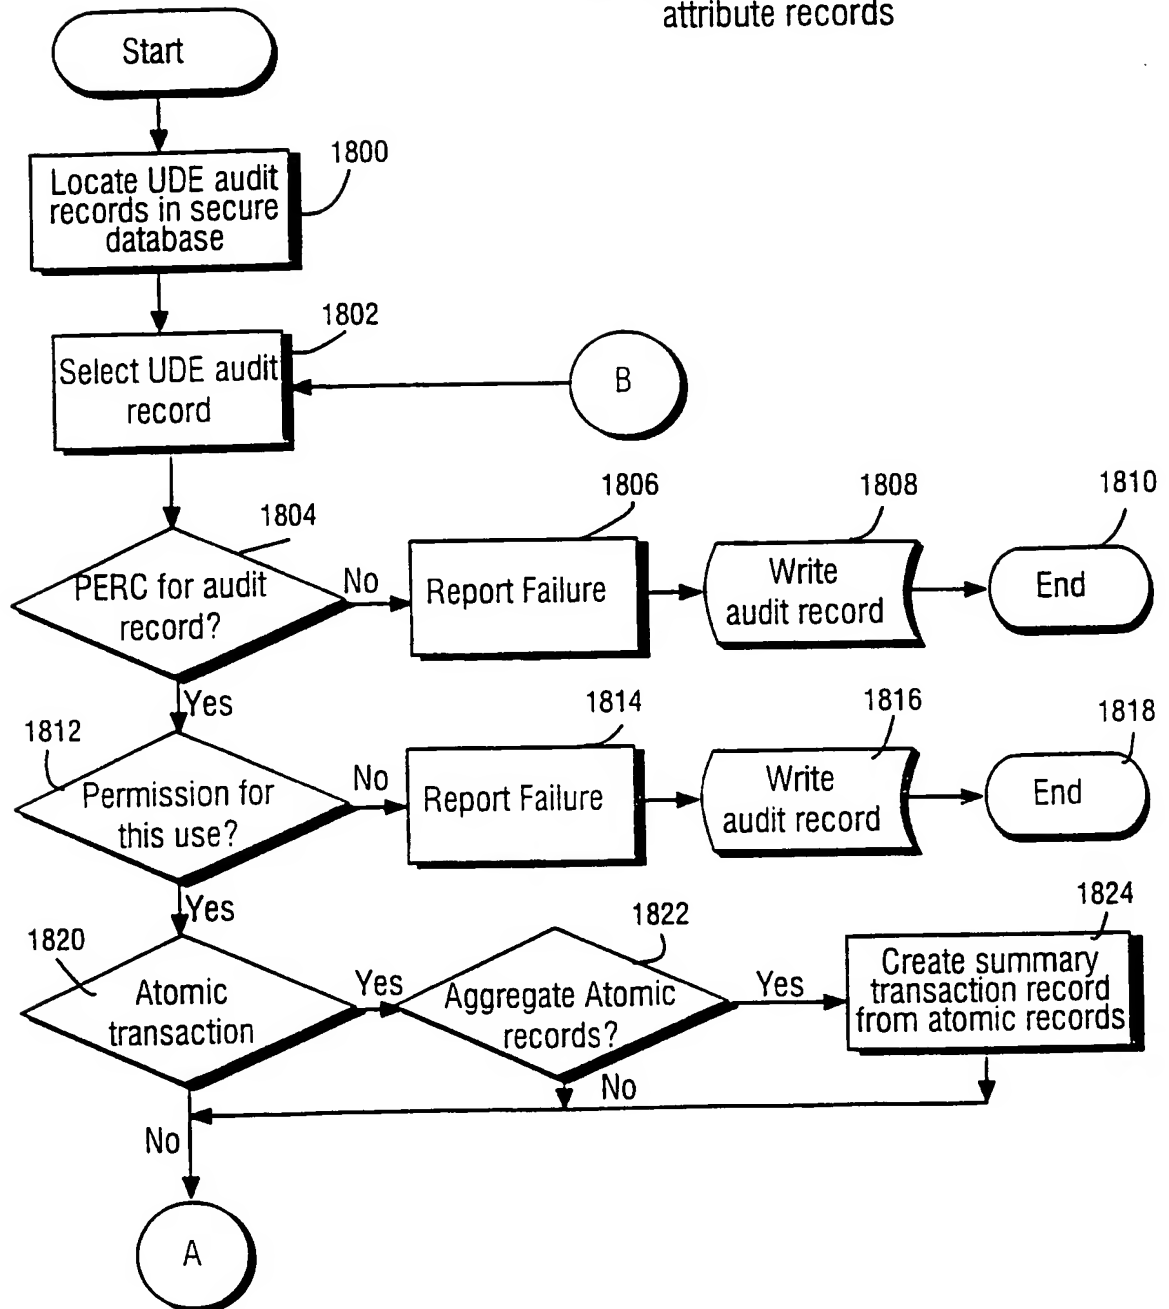 attribute records
Start
1800
Locate UDE audit
records in secure
database
1802
Select UDE audit
record
B
1804
PERC for audit
record?
No
1806
Report Failure
1808
Write
audit record
1810
End
Yes
1812
Permission for
this use?
No
1814
Report Failure
1816
Write
audit record
1818
End
Yes
1820
Atomic
transaction
Yes
1822
Aggregate Atomic
records?
Yes
1824
Create summary
transaction record
from atomic records
No
No
A